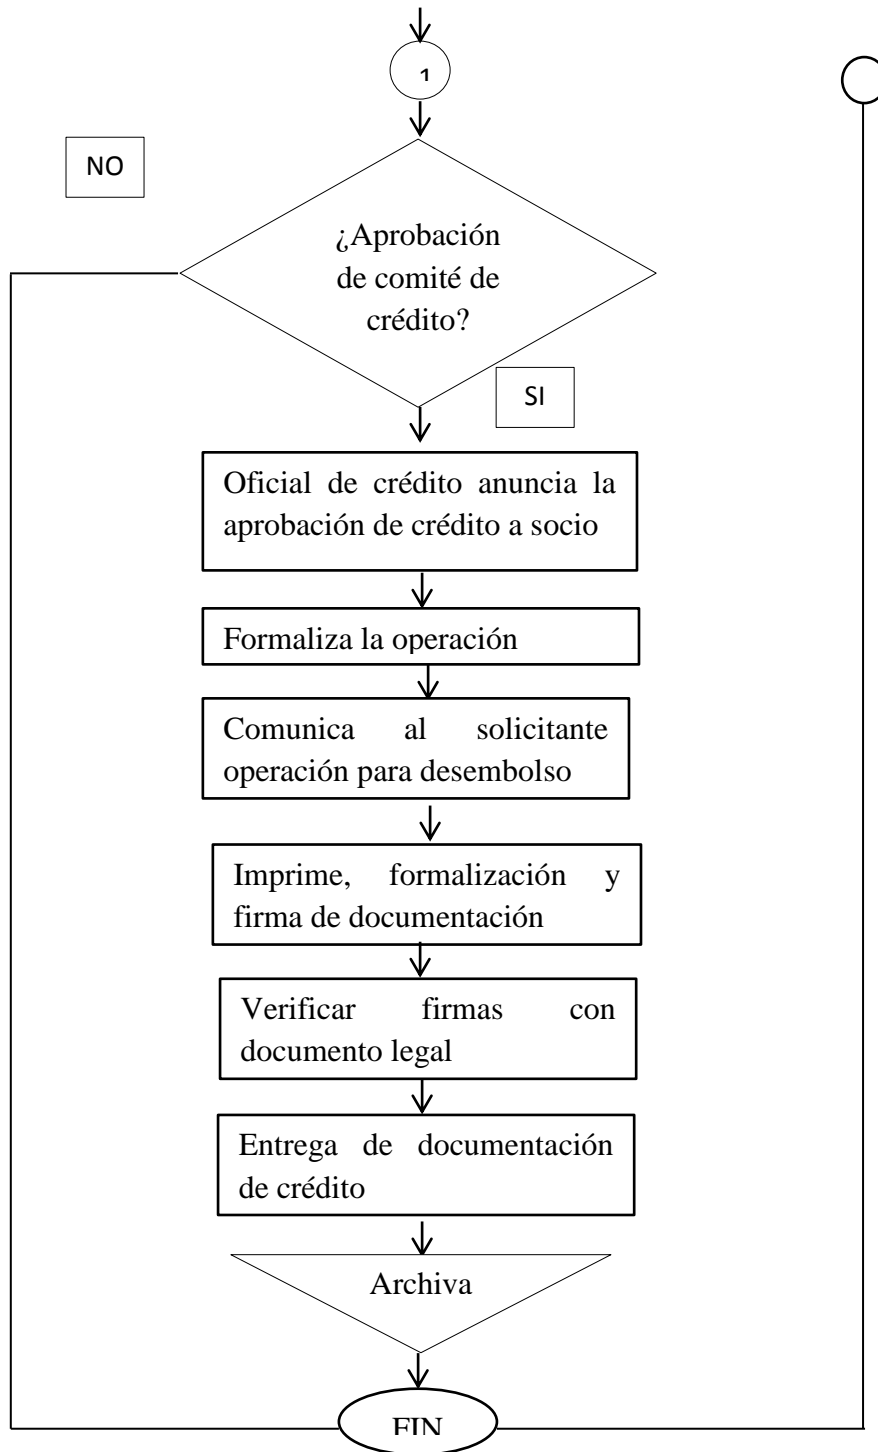 1
NO
¿Aprobación
de comité de
crédito?
SI
Oficial de crédito anuncia la
aprobación de crédito a socio
Formaliza la operación
Comunica al solicitante
operación para desembolso
Imprime, formalización y
firma de documentación
Verificar firmas con
documento legal
Entrega de documentación
de crédito
Archiva
FIN